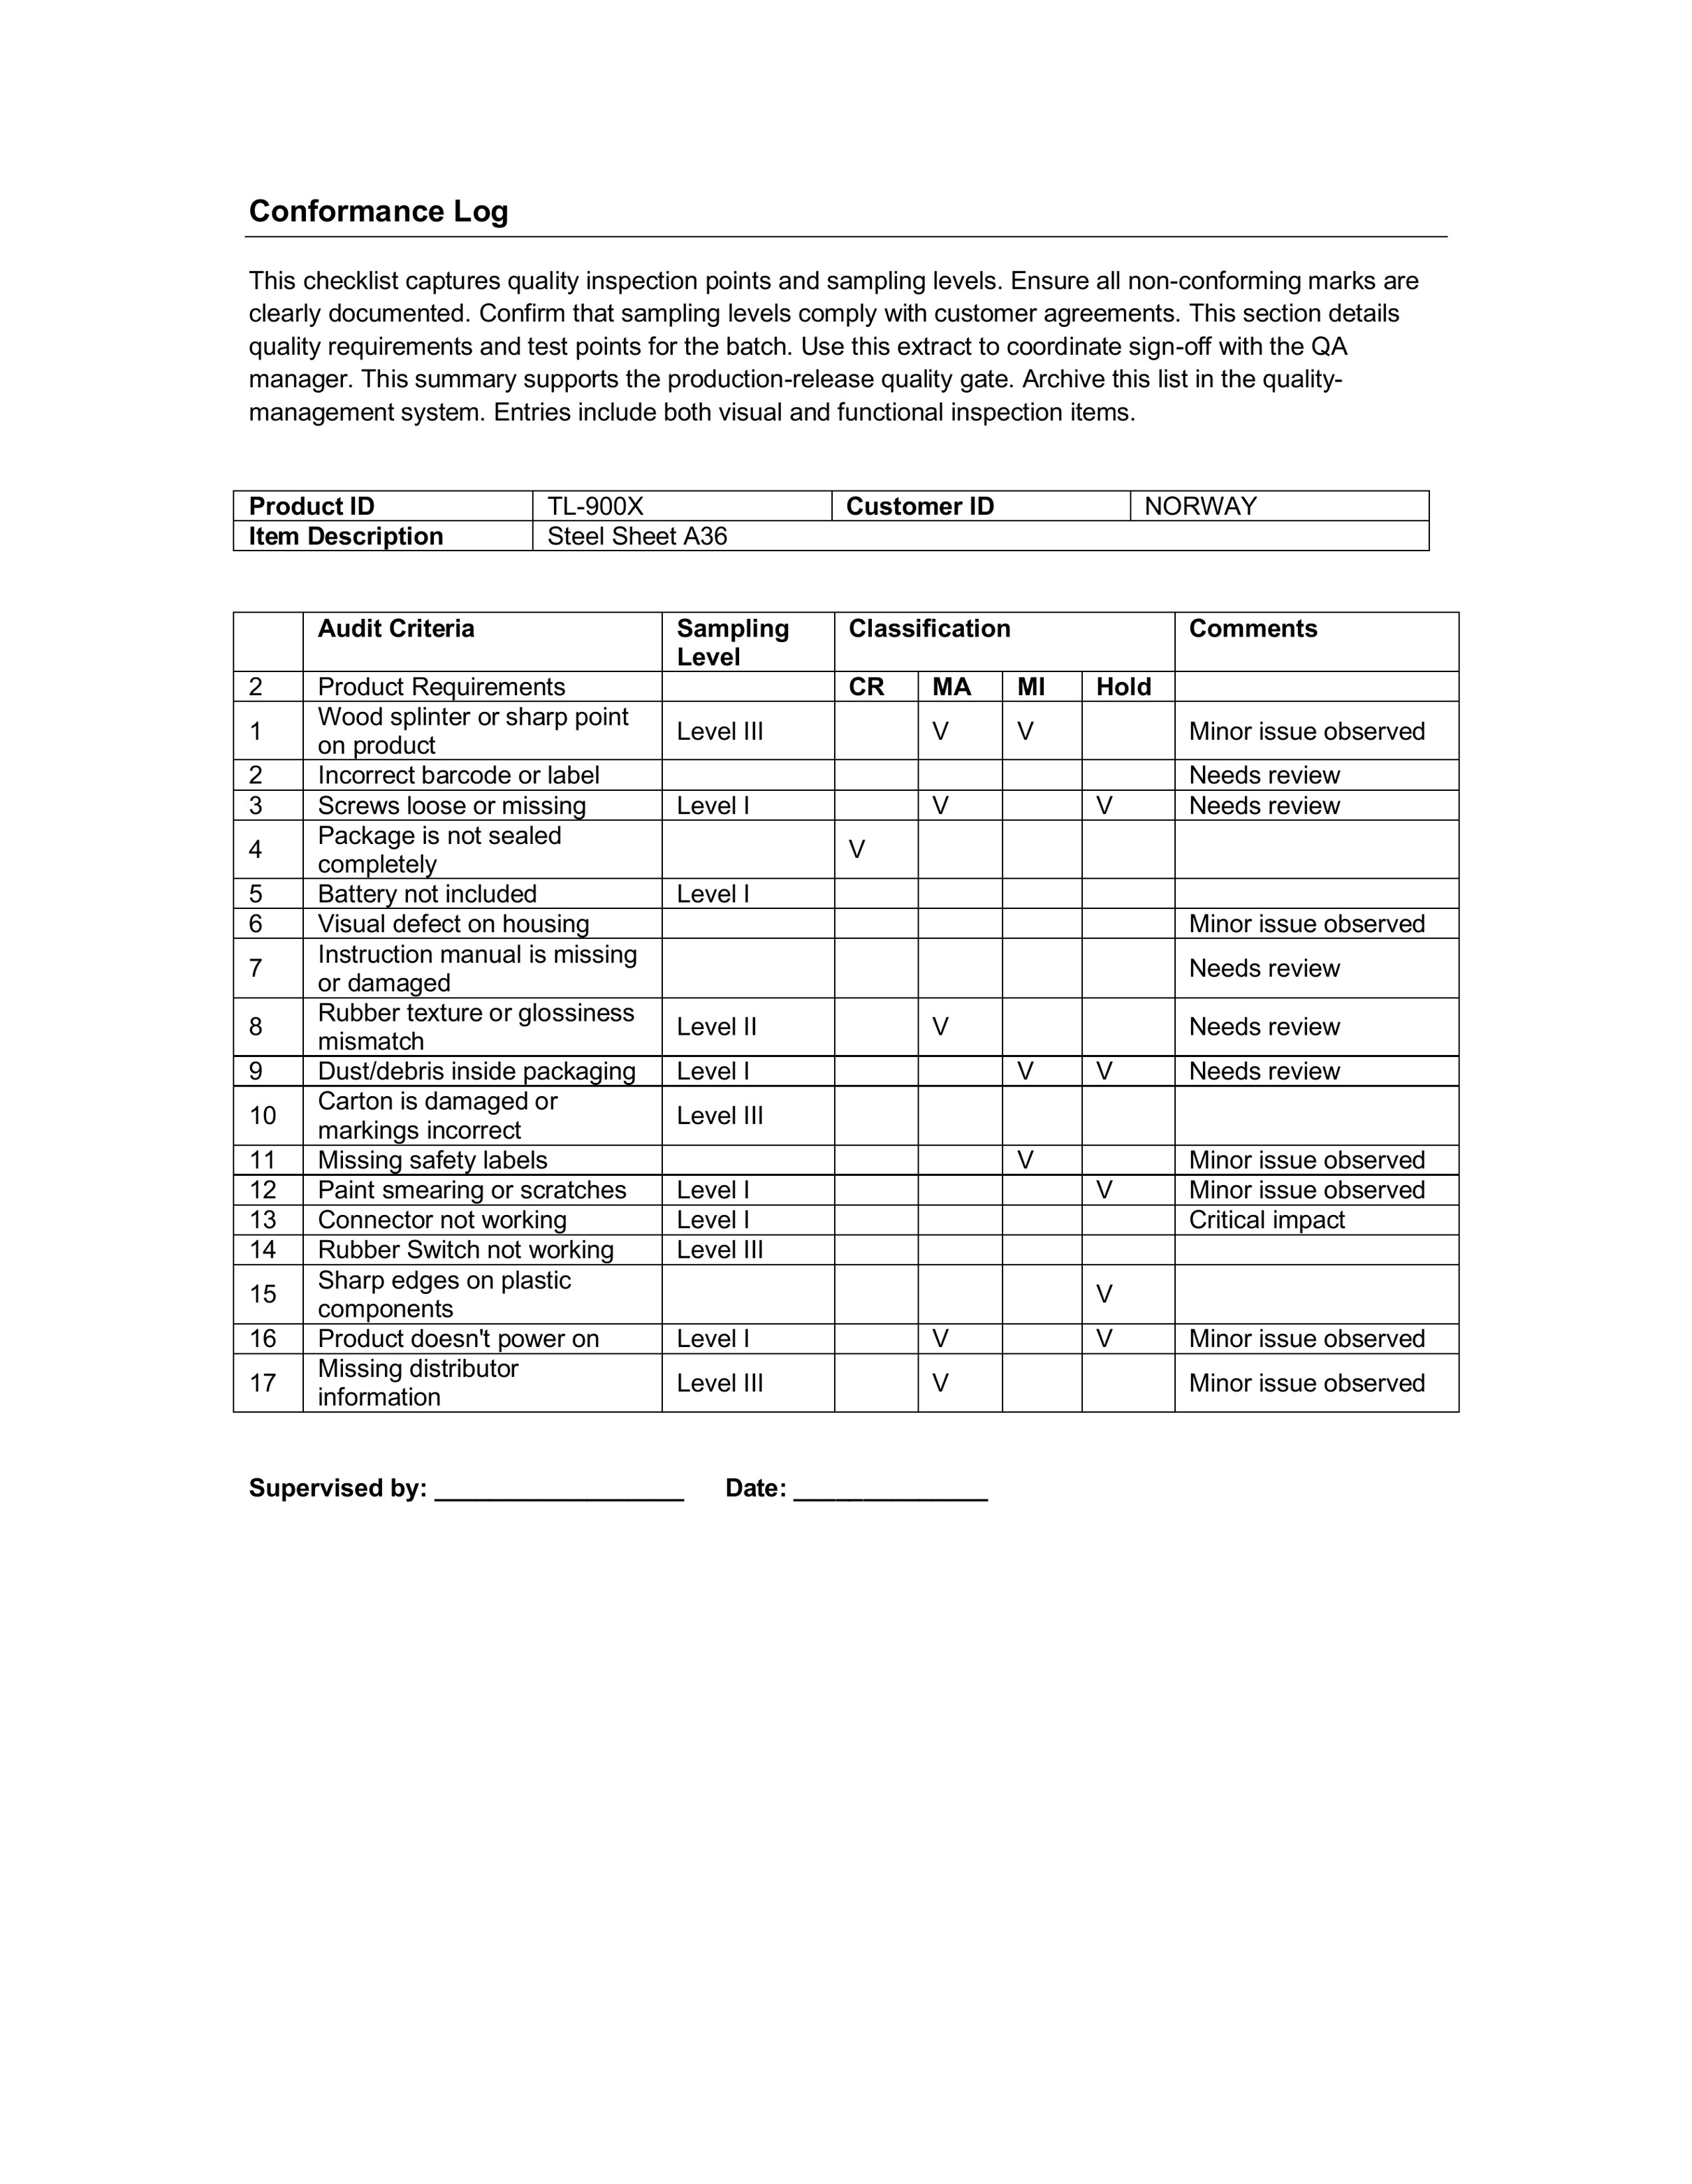 Conformance Log
This checklist captures quality inspection points and sampling levels. Ensure all non-conforming marks are
clearly documented. Confirm that sampling levels comply with customer agreements. This section details
quality requirements and test points for the batch. Use this extract to coordinate sign-off with the QA
manager. This summary supports the production-release quality gate. Archive this list in the quality-
management system. Entries include both visual and functional inspection items.
Product ID TL-900X Customer ID NORWAY
Item Description Steel Sheet A36
Audit Criteria Sampling Level Classification Comments
2 Product Requirements CR MA MI Hold
1 Wood splinter or sharp point on product Level III V V Minor issue observed
2 Incorrect barcode or label Needs review
3 Screws loose or missing Level I V V Needs review
4 Package is not sealed completely V
5 Battery not included Level I
6 Visual defect on housing Minor issue observed
7 Instruction manual is missing or damaged Needs review
8 Rubber texture or glossiness mismatch Level II V Needs review
9 Dust/debris inside packaging Level I V V Needs review
10 Carton is damaged or markings incorrect Level III
11 Missing safety labels V Minor issue observed
12 Paint smearing or scratches Level I V Minor issue observed
13 Connector not working Level I Critical impact
14 Rubber Switch not working Level III
15 Sharp edges on plastic components V
16 Product doesn't power on Level I V V Minor issue observed
17 Missing distributor information Level III V Minor issue observed
Supervised by: __________________ Date: ______________